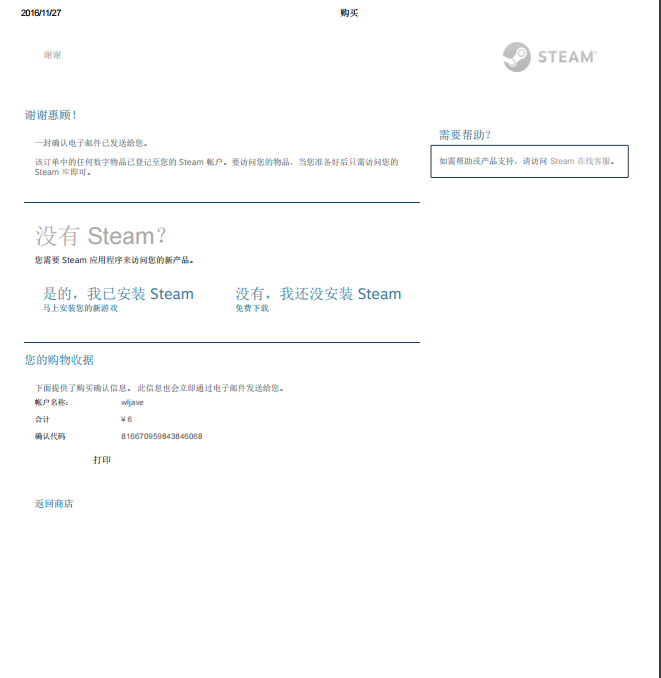 2016/11/27 购买
谢谢
STEAM®
谢谢惠顾！
一封确认电子邮件已发送给您。
该订单中的任何数字物品已登记至您的 Steam 帐户。要访问您的物品，当您准备好后只需访问您的
Steam 库即可。
需要帮助？
如需帮助或产品支持，请访问 Steam 在线客服。
没有 Steam？
您需要 Steam 应用程序来访问您的新产品。
是的，我已安装 Steam
马上安装您的新游戏
没有，我还没安装 Steam
免费下载
您的购物收据
下面提供了购买确认信息。 此信息也会立即通过电子邮件发送给您。
帐户名称： wljave
合计 ¥ 6
确认代码 816670959843846068
打印
返回商店